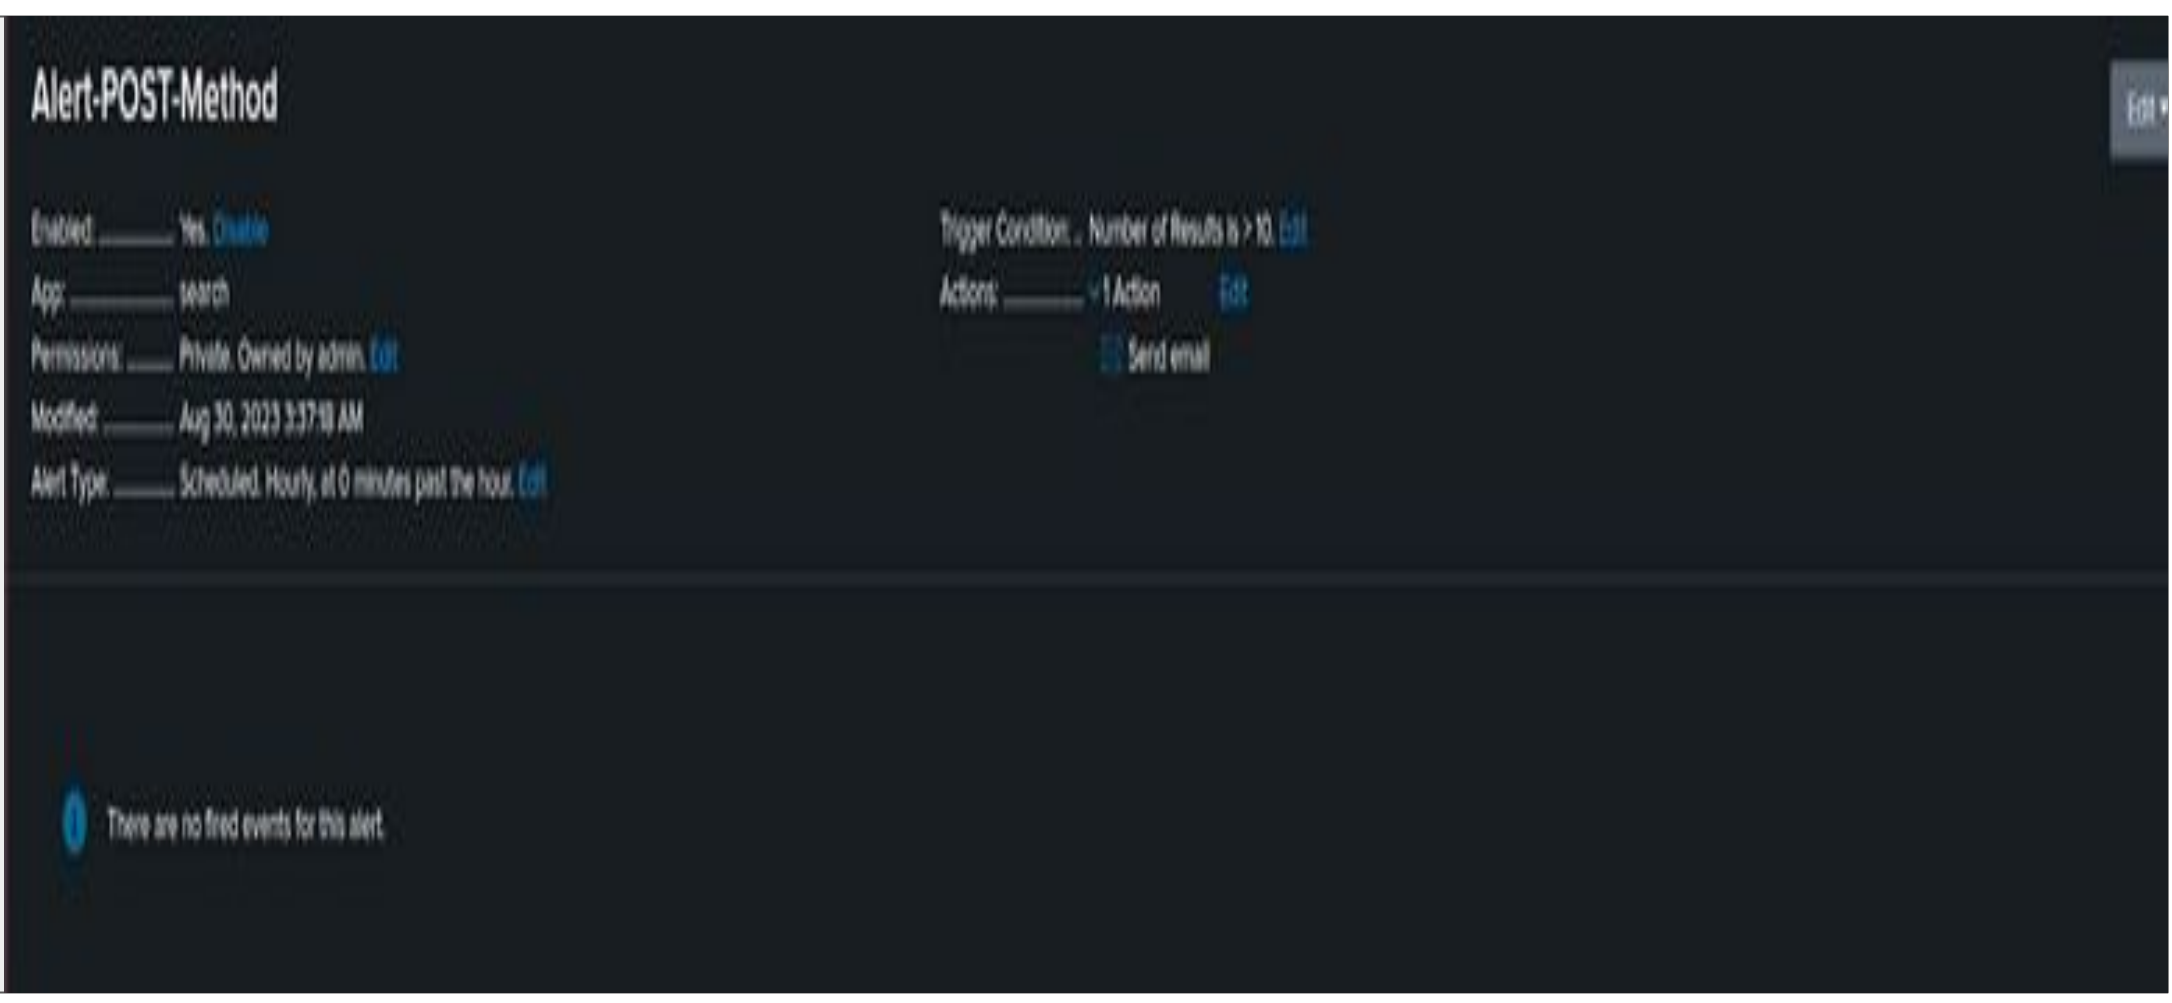 Alert-POST-Method
Edit
Enabled: Yes. Disable
App: search
Permissions: Private. Owned by admin. Edit
Modified: Aug 30, 2023 3:37:18 AM
Alert Type: Scheduled. Hourly, at 0 minutes past the hour. Edit
Trigger Condition: Number of Results is > 10. Edit
Actions: 1 Action Edit
Send email
There are no fired events for this alert.